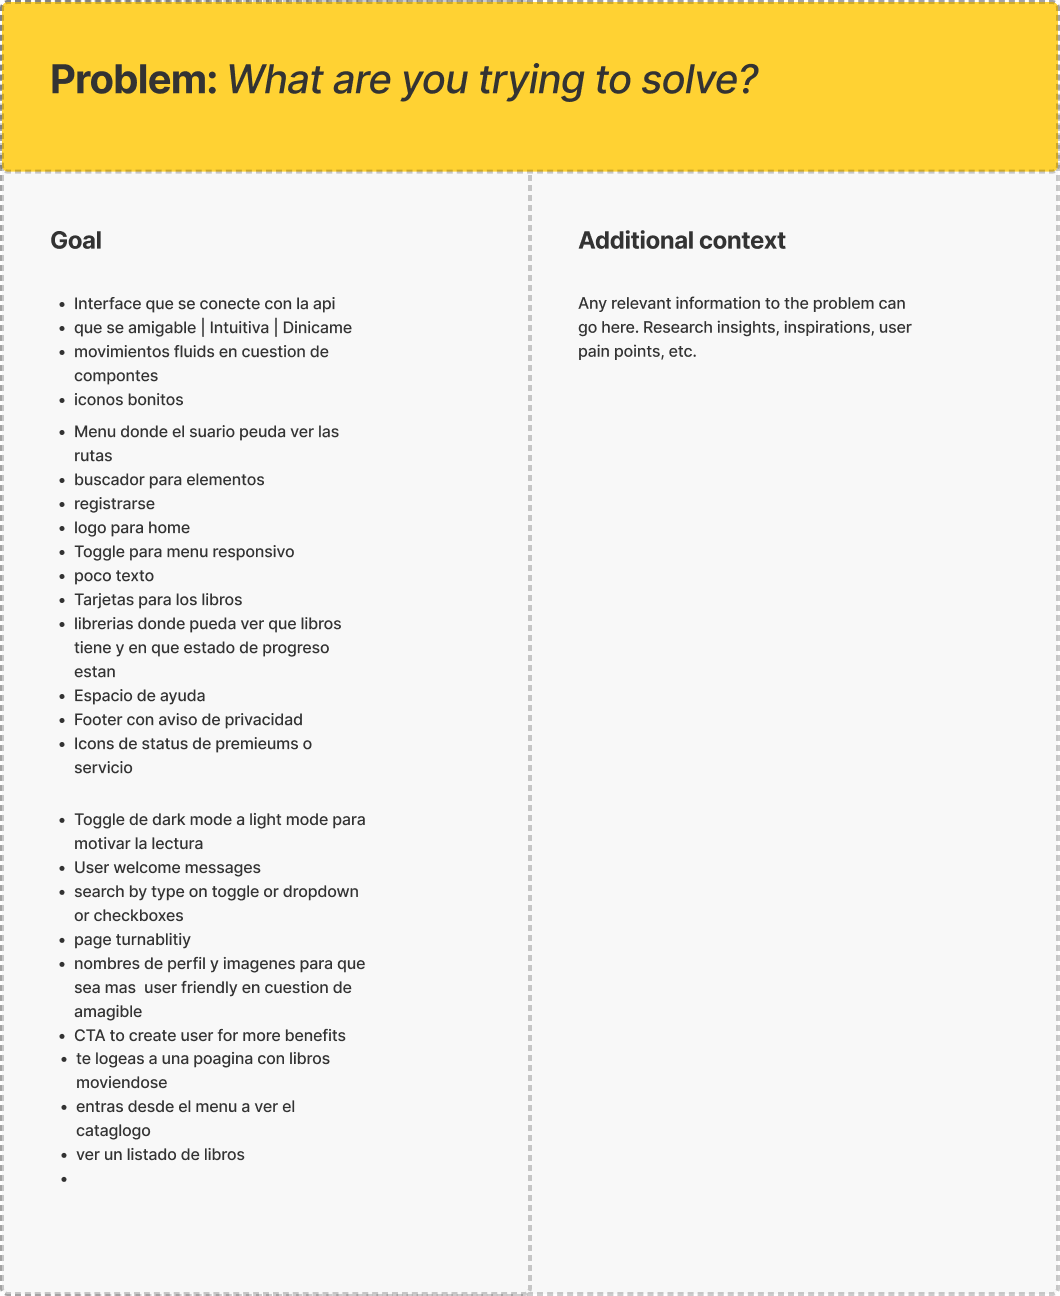 Problem: What are you trying to solve?
Goal
• Interface que se conecte con la api
• que se amigable | Intuitiva | Dinicame
• movimientos fluids en cuestion de
compontes
• iconos bonitos
• Menu donde el suario peuda ver las
rutas
• buscador para elementos
• registrarse
• logo para home
• Toggle para menu responsivo
• poco texto
• Tarjetas para los libros
• librerias donde pueda ver que libros
tiene y en que estado de progreso
estan
• Espacio de ayuda
• Footer con aviso de privacidad
• Icons de status de premieums o
servicio
• Toggle de dark mode a light mode para
motivar la lectura
• User welcome messages
• search by type on toggle or dropdown
or checkboxes
• page turnablitiy
• nombres de perfil y imagenes para que
sea mas  user friendly en cuestion de
amagible
• CTA to create user for more benefits
• te logeas a una poagina con libros
moviendose
• entras desde el menu a ver el
cataglogo
• ver un listado de libros
•
Additional context
Any relevant information to the problem can
go here. Research insights, inspirations, user
pain points, etc.